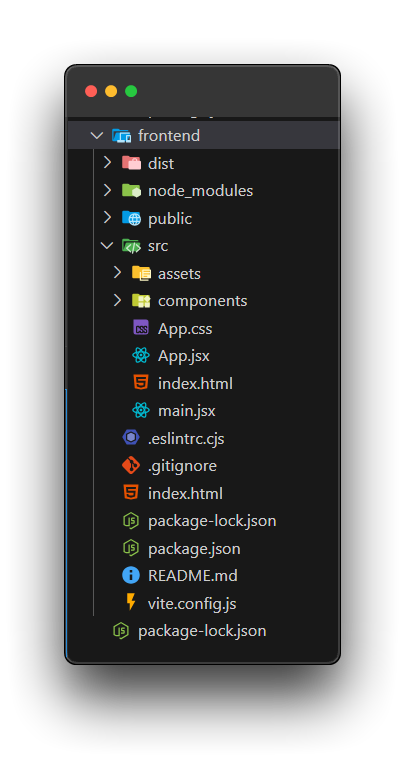 frontend
dist
node_modules
public
src
assets
components
App.css
App.jsx
index.html
main.jsx
.eslintrc.cjs
.gitignore
index.html
package-lock.json
package.json
README.md
vite.config.js
package-lock.json